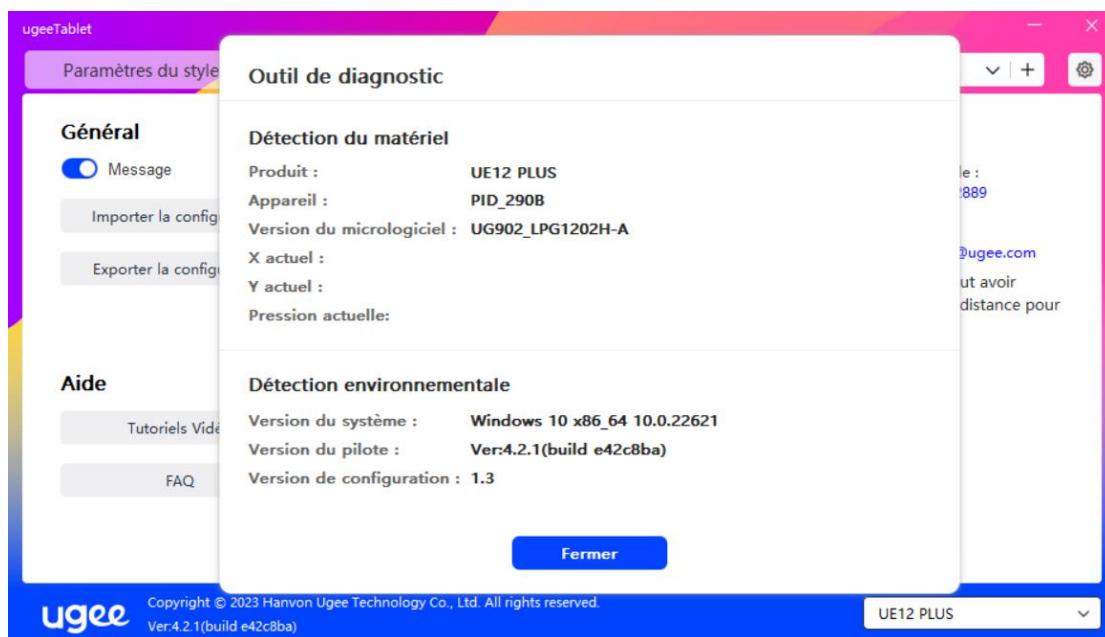 ugeeTablet
Paramètres du style
Outil de diagnostic
Général
Message
Importer la config
Exporter la config
Détection du matériel
Produit : UE12 PLUS
Appareil : PID_290B
Version du micrologiciel : UG902_LPG1202H-A
X actuel :
Y actuel :
Pression actuelle:
le :
2889
@ugee.com
ut avoir
distance pour
Aide
Tutoriels Vidé
FAQ
Détection environnementale
Version du système : Windows 10 x86_64 10.0.22621
Version du pilote : Ver:4.2.1(build e42c8ba)
Version de configuration : 1.3
Fermer
ugee
Copyright © 2023 Hanvon Ugee Technology Co., Ltd. All rights reserved.
Ver:4.2.1(build e42c8ba)
UE12 PLUS